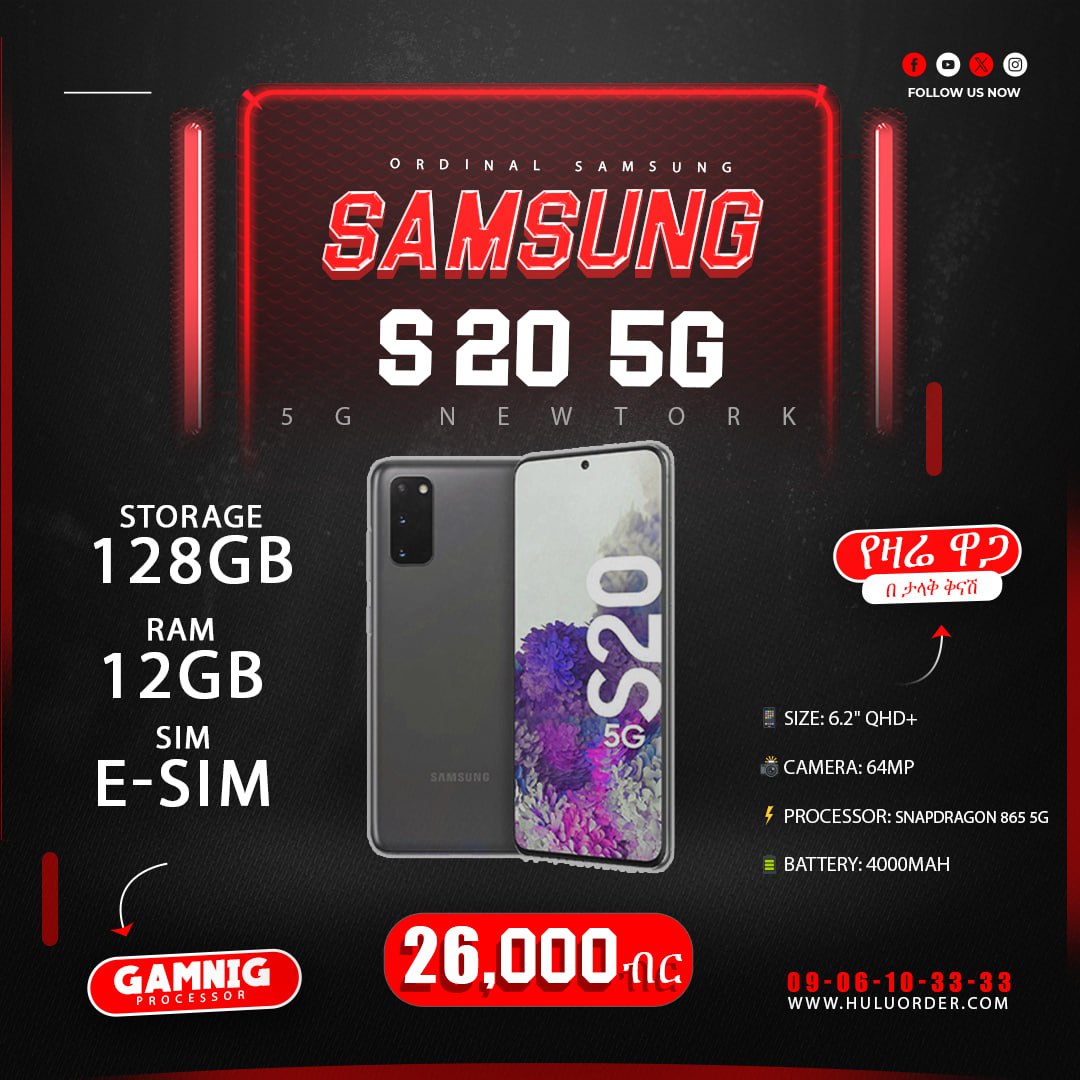 FOLLOW US NOW
ORDINAL SAMSUNG
SAMSUNG
S 20 5G
5G NEWTORK
STORAGE
128GB
RAM
12GB
SIM
E-SIM
GAMNIG
PROCESSOR
SAMSUNG
S20
5G
የዛሬ ዋጋ
በ ታላቅ ቅናሽ
SIZE: 6.2" QHD+
CAMERA: 64MP
PROCESSOR: SNAPDRAGON 865 5G
BATTERY: 4000MAH
26,000 ብር
09-06-10-33-33
WWW.HULUORDER.COM